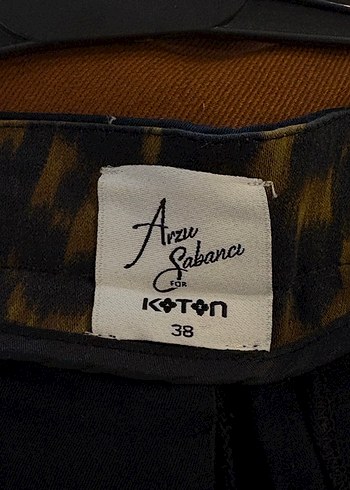 Arzu
Sabancı
FOR
KOTON
38